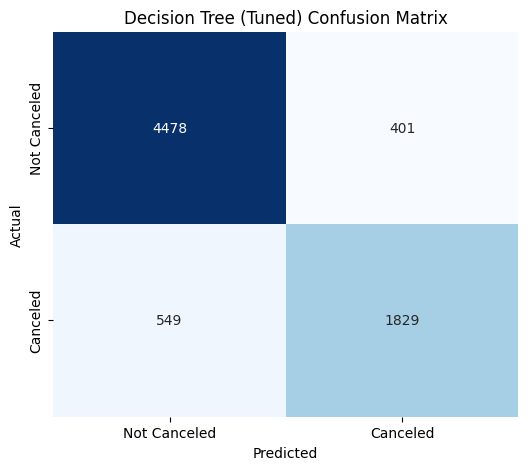 Decision Tree (Tuned) Confusion Matrix
Not Canceled
4478
401
Actual
Canceled
549
1829
Not Canceled
Canceled
Predicted